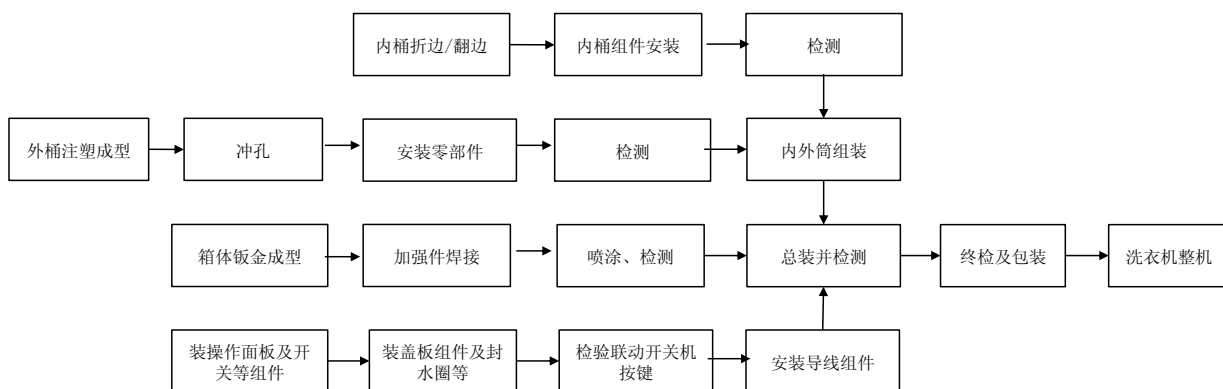 内桶折边/翻边
内桶组件安装
检测
外桶注塑成型
冲孔
安装零部件
检测
内外筒组装
箱体钣金成型
加强件焊接
喷涂、检测
总装并检测
终检及包装
洗衣机整机
装操作面板及开
关等组件
装盖板组件及封
水圈等
检验联动开关机
按键
安装导线组件